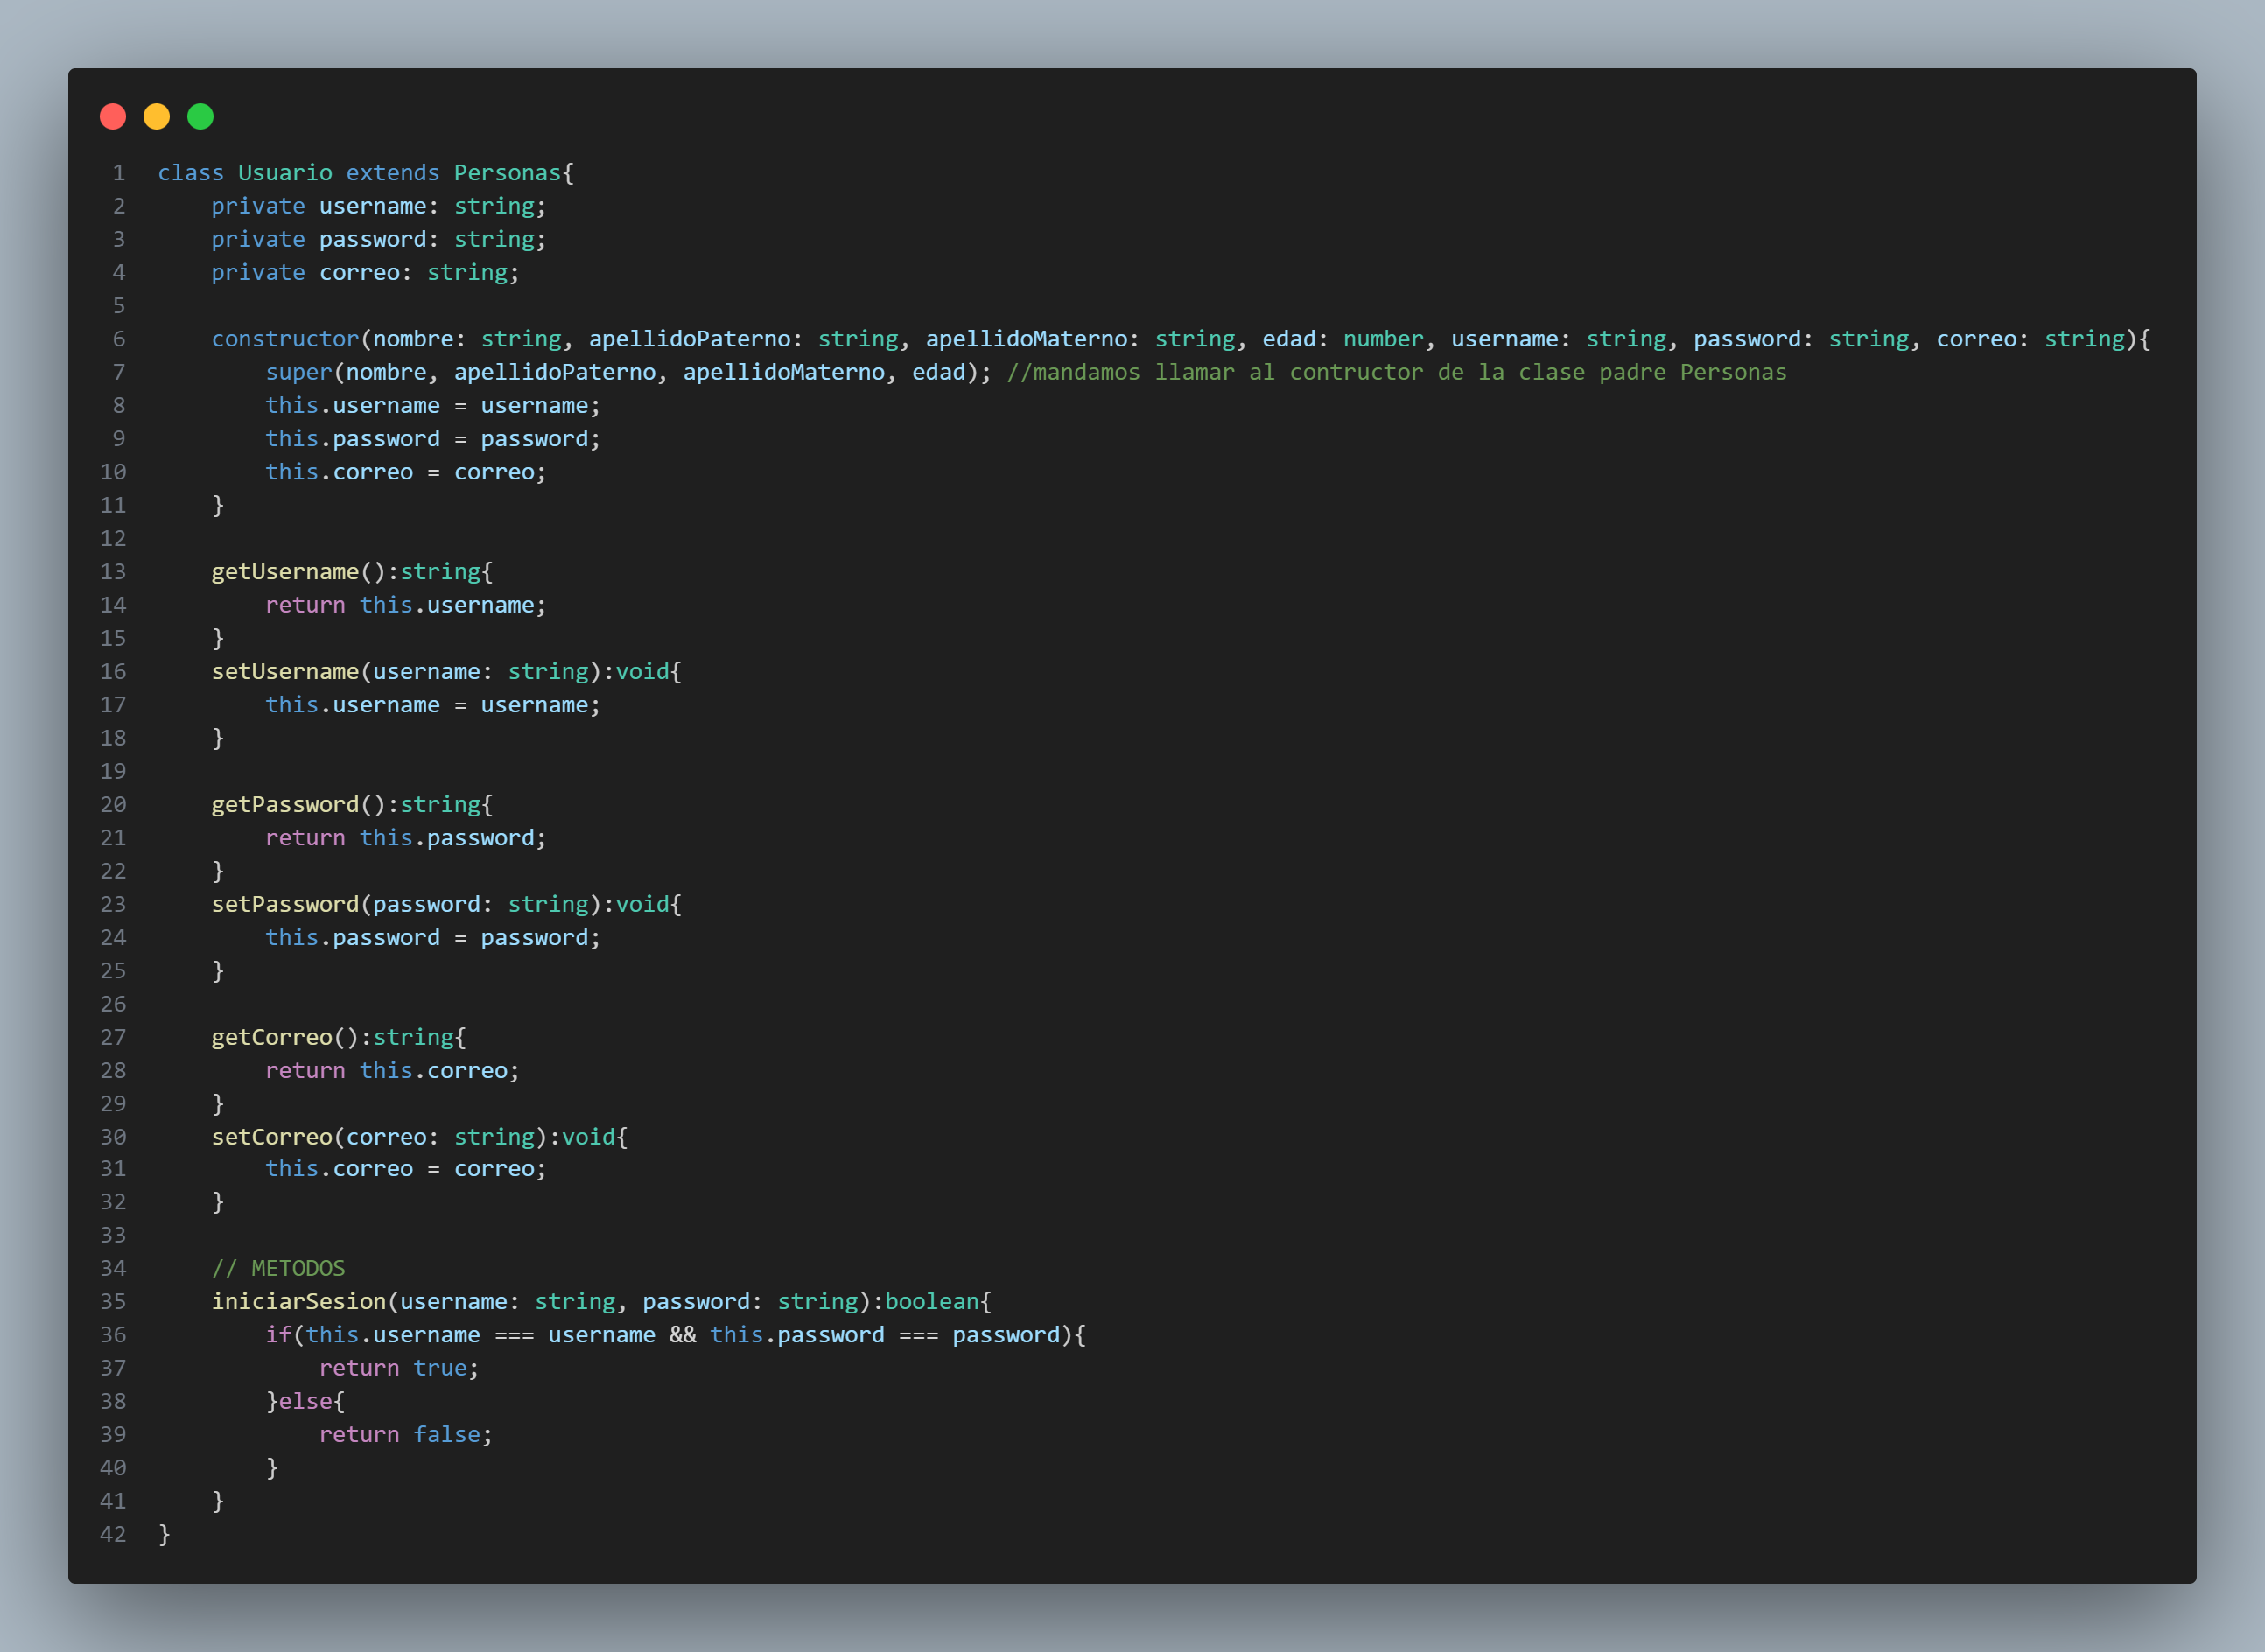 1 class Usuario extends Personas{
2 private username: string;
3 private password: string;
4 private correo: string;
5
6 constructor(nombre: string, apellidoPaterno: string, apellidoMaterno: string, edad: number, username: string, password: string, correo: string){
7 super(nombre, apellidoPaterno, apellidoMaterno, edad); //mandamos llamar al contructor de la clase padre Personas
8 this.username = username;
9 this.password = password;
10 this.correo = correo;
11 }
12
13 getUsername():string{
14 return this.username;
15 }
16 setUsername(username: string):void{
17 this.username = username;
18 }
19
20 getPassword():string{
21 return this.password;
22 }
23 setPassword(password: string):void{
24 this.password = password;
25 }
26
27 getCorreo():string{
28 return this.correo;
29 }
30 setCorreo(correo: string):void{
31 this.correo = correo;
32 }
33
34 // METODOS
35 iniciarSesion(username: string, password: string):boolean{
36 if(this.username === username && this.password === password){
37 return true;
38 }else{
39 return false;
40 }
41 }
42 }